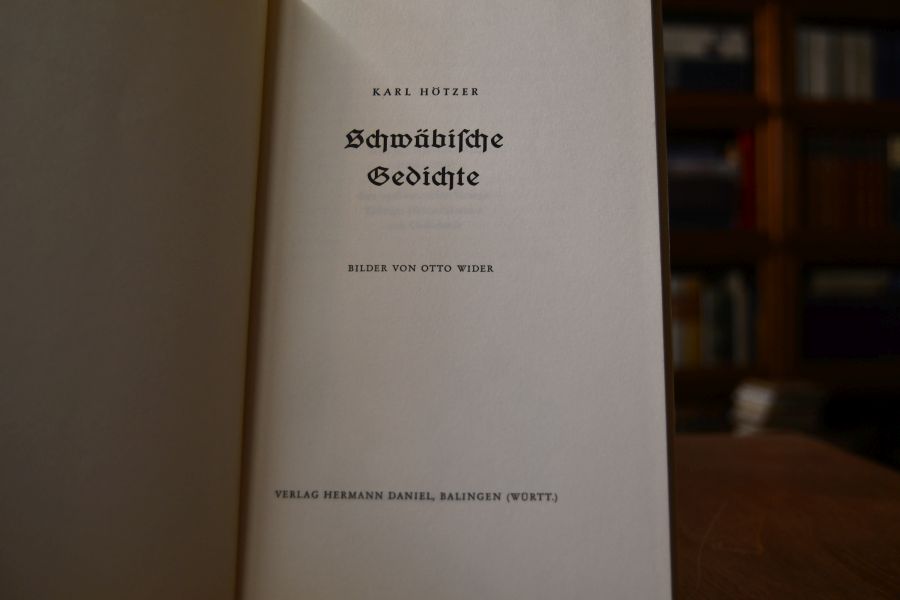 KARL HÖTZER
Schwäbiſche
Gedichte
BILDER VON OTTO WIDER
VERLAG HERMANN DANIEL, BALINGEN (WÜRTT.)